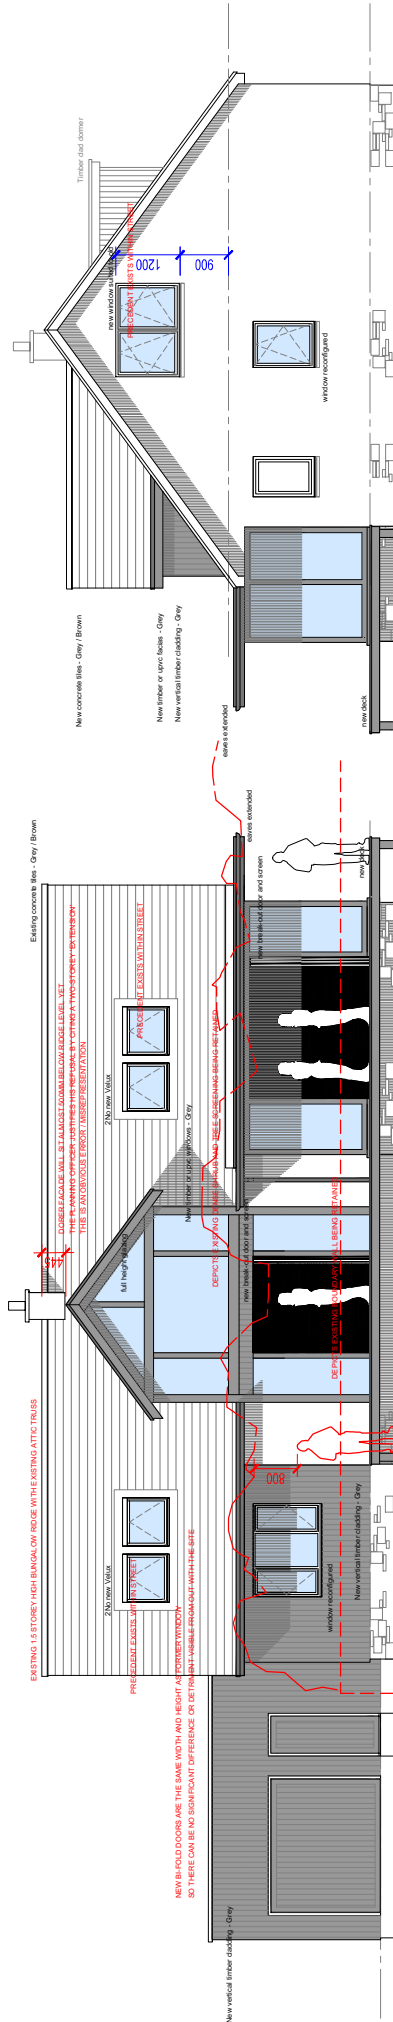 EXISTING 1.5 STOREY HIGH BUNGALOW RIDGE WITH EXISTING ATTIC TRUSS
Existing concrete tiles - Grey / Brown
DORER FACADE WILL SIT ALMOST 500MM BELOW RIDGE LEVEL YET
THE PLANNING OFFICER JUSTIFIES HIS REFUSAL BY CITING A 'TWO STOREY' EXTENSION'
THIS IS AN OBVIOUS ERROR / MISREPRESENTATION
2No new Velux
PRECEDENT EXISTS WITHIN STREET
full height glazing
2No new Velux
PRECEDENT EXISTS WITHIN STREET
NEW BI-FOLD DOORS ARE THE SAME WIDTH AND HEIGHT AS FORMER WINDOW
SO THERE CAN BE NO SIGNIFICANT DIFFERENCE OR DETRIMENT VISIBLE FROM OUT WITH THE SITE
New timber or upvc windows - Grey
DEPICTS EXISTING DENSE SHRUB AND TREE SCREENING BEING RETAINED
New vertical timber cladding - Grey
new break-out door and screen
new break-out door and screen
eaves extended
eaves extended
800
window reconfigured
New vertical timber cladding - Grey
DEPICTS EXISTING BOUNDARY WALL BEING RETAINED
new deck
New concrete tiles - Grey / Brown
New timber or upvc facias - Grey
New vertical timber cladding - Grey
Timber clad dormer
new window
PRECEDENT EXISTS WITHIN STREET
1200
900
window reconfigured
new deck